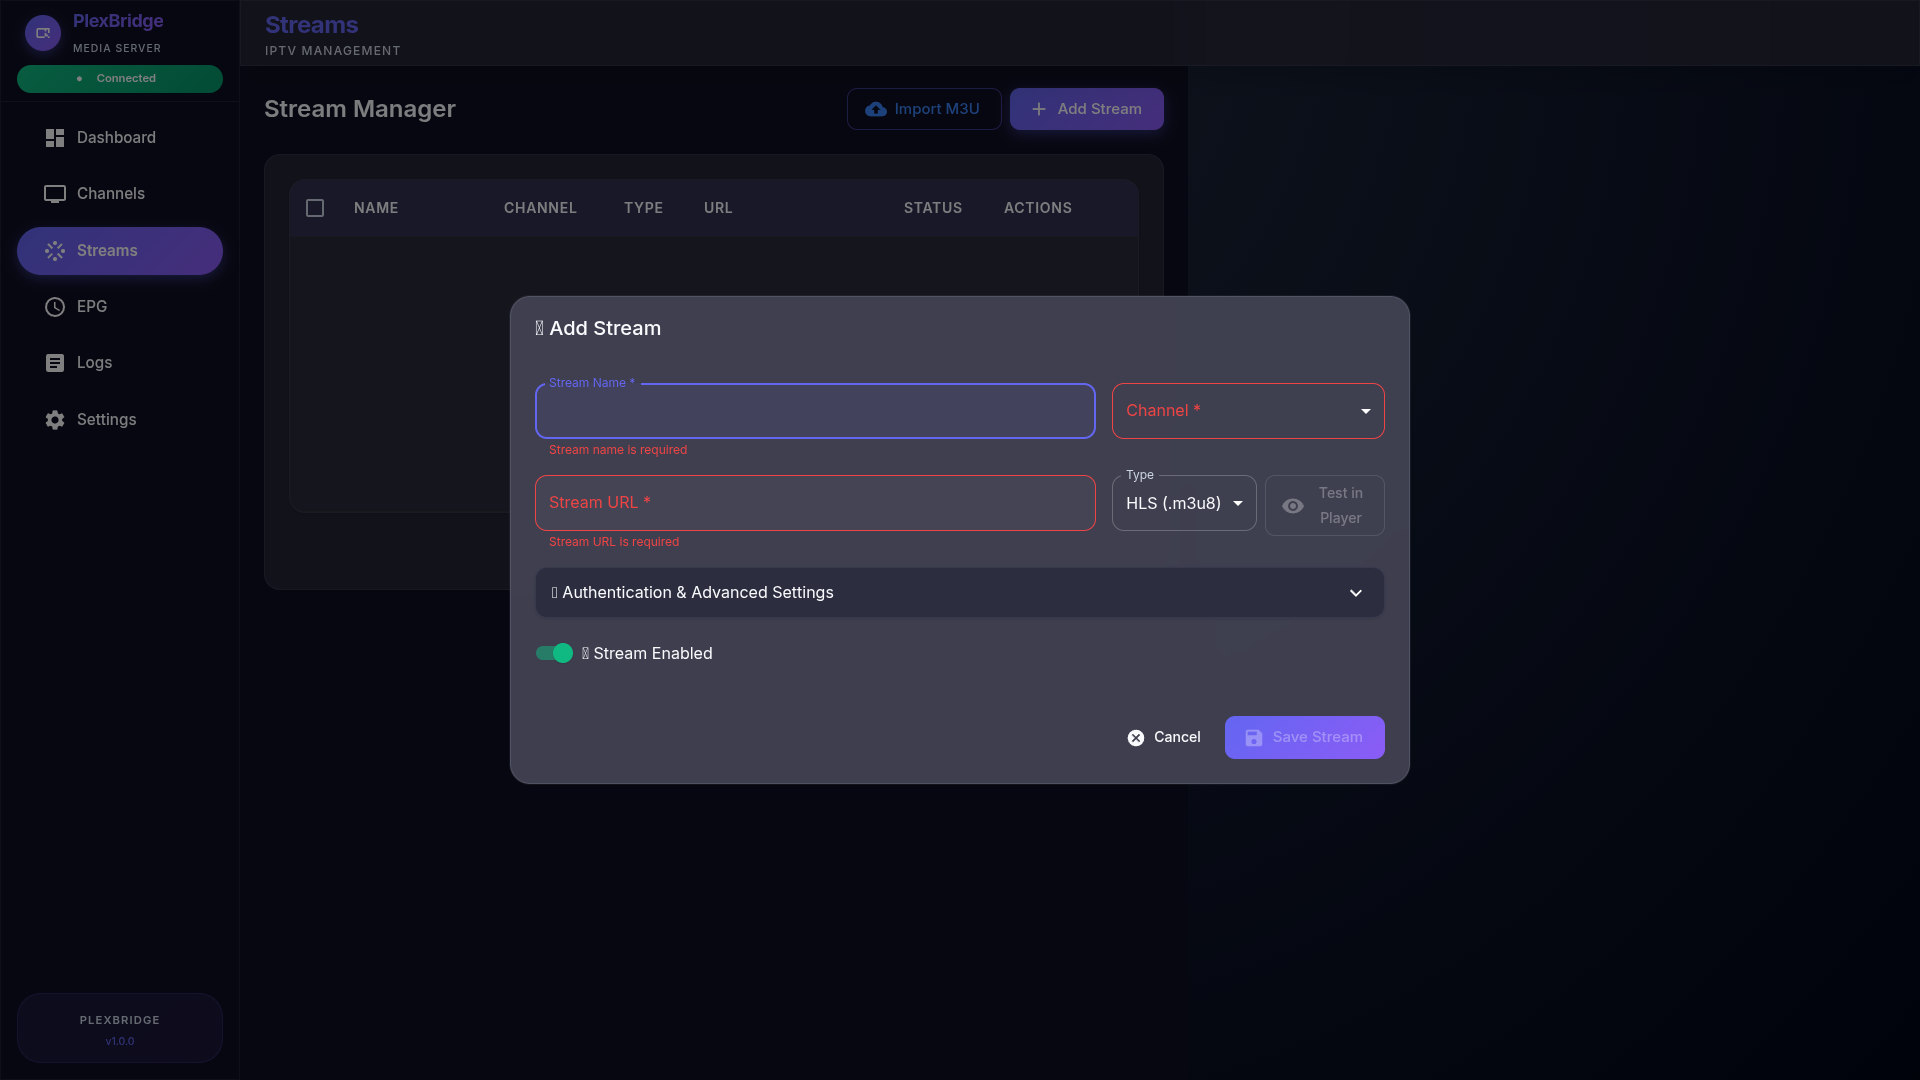 PlexBridge
MEDIA SERVER
Connected
Dashboard
Channels
Streams
EPG
Logs
Settings
PLEXBRIDGE
v1.0.0
Streams
IPTV MANAGEMENT
Stream Manager
Import M3U
Add Stream
NAME CHANNEL TYPE URL STATUS ACTIONS
Add Stream
Stream Name *
Stream name is required
Channel *
Stream URL *
Stream URL is required
Type
HLS (.m3u8)
Test in
Player
Authentication & Advanced Settings
Stream Enabled
Cancel
Save Stream